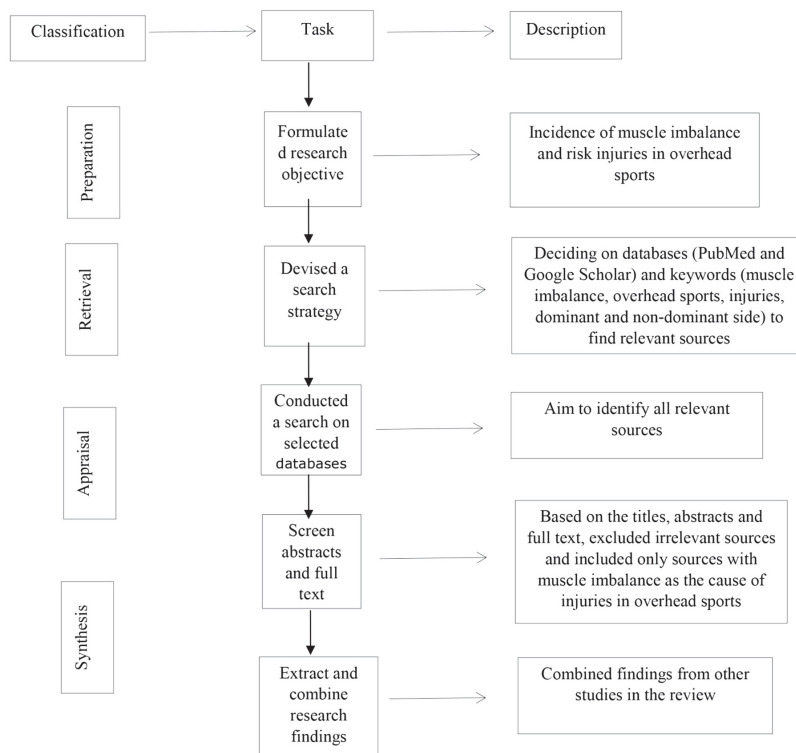 Classification
Task
Description
Preparation
Formulate
d research
objective
Incidence of muscle imbalance
and risk injuries in overhead
sports
Retrieval
Devised a
search
strategy
Deciding on databases (PubMed and
Google Scholar) and keywords (muscle
imbalance, overhead sports, injuries,
dominant and non-dominant side) to
find relevant sources
Appraisal
Conducted
a search on
selected
databases
Aim to identify all relevant
sources
Screen
abstracts
and full
text
Based on the titles, abstracts and
full text, excluded irrelevant sources
and included only sources with
muscle imbalance as the cause of
injuries in overhead sports
Synthesis
Extract and
combine
research
findings
Combined findings from other
studies in the review